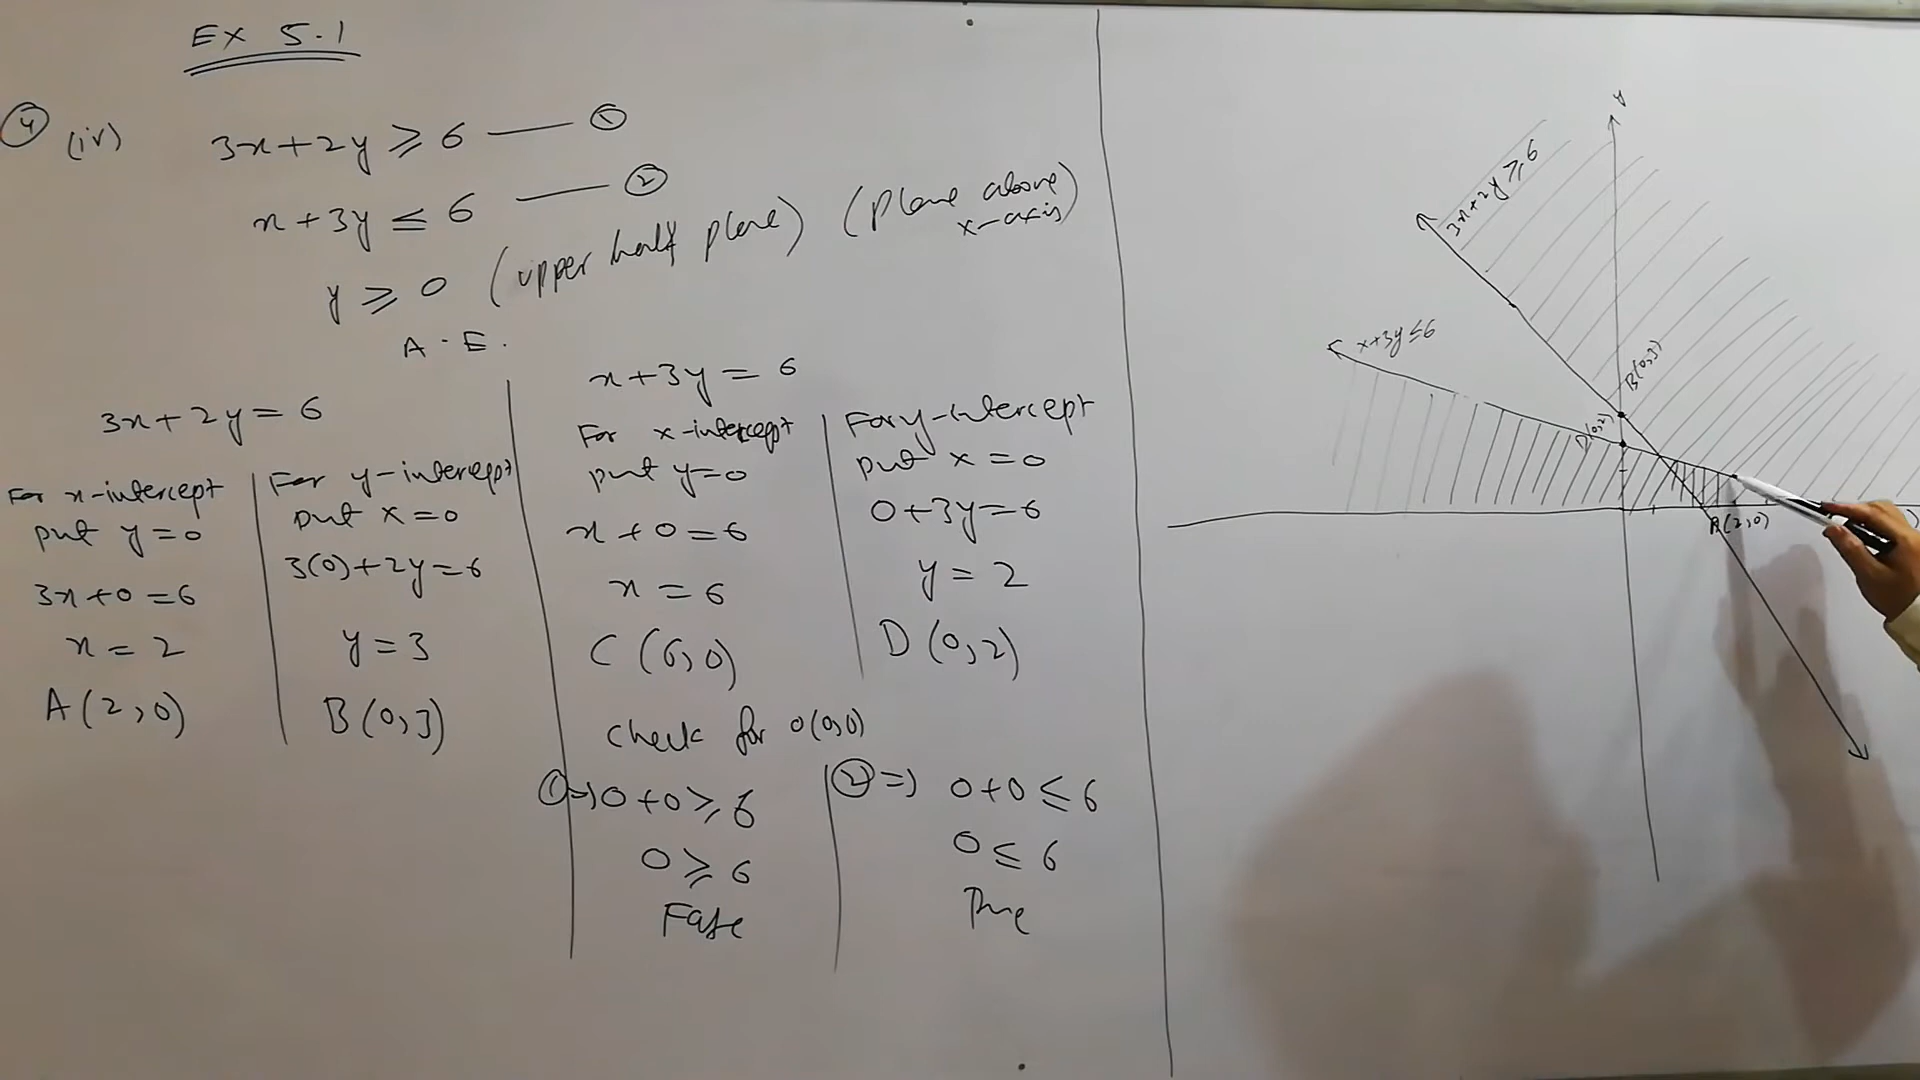 Ex 5.1
④ (iv) 3x+2y ≥ 6 — ①
x+3y ≤ 6 — ②
y ≥ 0 (upper half plane) (plane above x-axis)
A.E.
3x+2y = 6
For x-intercept
put y=0
3x+0=6
x = 2
A(2,0)
For y-intercept
put x=0
3(0)+2y=6
y = 3
B(0,3)
x+3y = 6
For x-intercept
put y=0
x+0=6
x = 6
C(6,0)
For y-intercept
put x=0
0+3y=6
y = 2
D(0,2)
check for O(0,0)
①⇒ 0+0 ≥ 6
0 ≥ 6
False
②⇒ 0+0 ≤ 6
0 ≤ 6
True
3x+2y ≥ 6
x+3y ≤ 6
B(0,3)
D(0,2)
A(2,0)